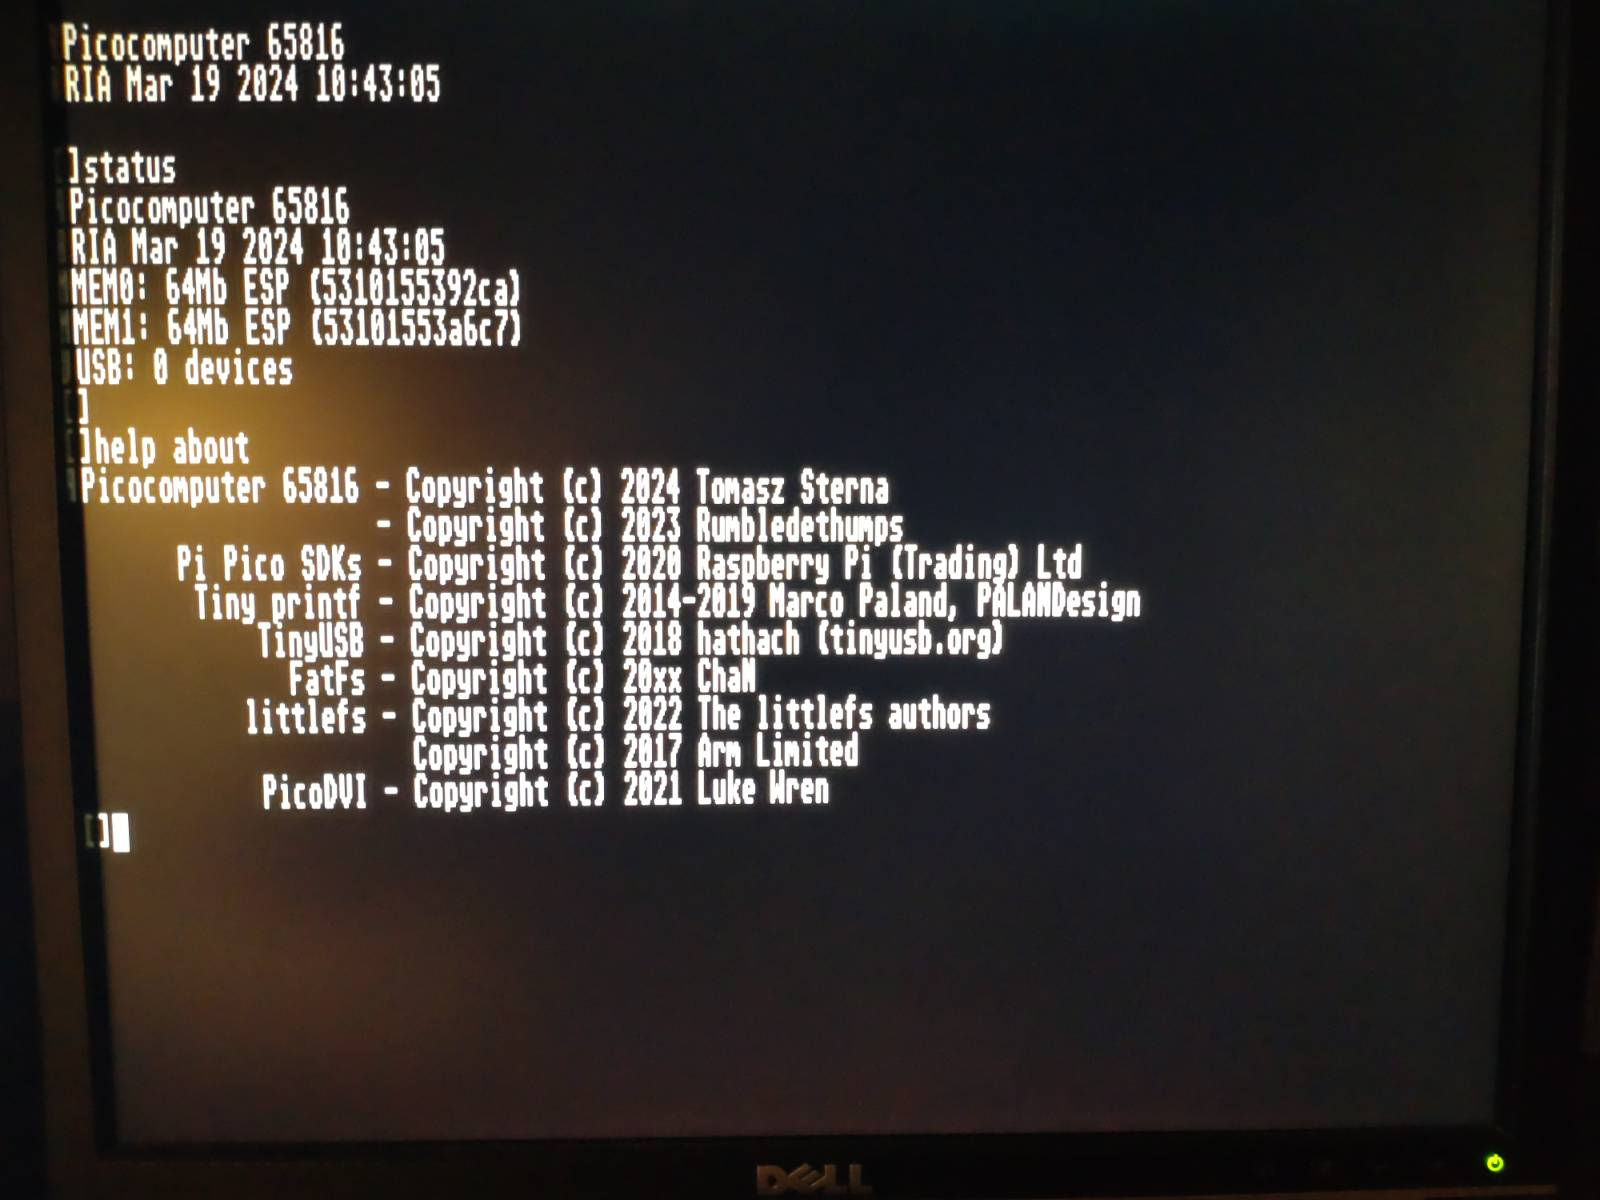 Picocomputer 65816
RIA Mar 19 2024 10:43:05
]status
Picocomputer 65816
RIA Mar 19 2024 10:43:05
MEM0: 64Mb ESP (5310155392ca)
MEM1: 64Mb ESP (53101553a6c7)
USB: 0 devices
]
]help about
Picocomputer 65816 - Copyright (c) 2024 Tomasz Sterna
- Copyright (c) 2023 Rumbledethumps
Pi Pico SDKs - Copyright (c) 2020 Raspberry Pi (Trading) Ltd
Tiny printf - Copyright (c) 2014-2019 Marco Paland, PALANDesign
TinyUSB - Copyright (c) 2018 hathach (tinyusb.org)
FatFs - Copyright (c) 20xx ChaN
littlefs - Copyright (c) 2022 The littlefs authors
Copyright (c) 2017 Arm Limited
PicoDVI - Copyright (c) 2021 Luke Wren
]
DELL